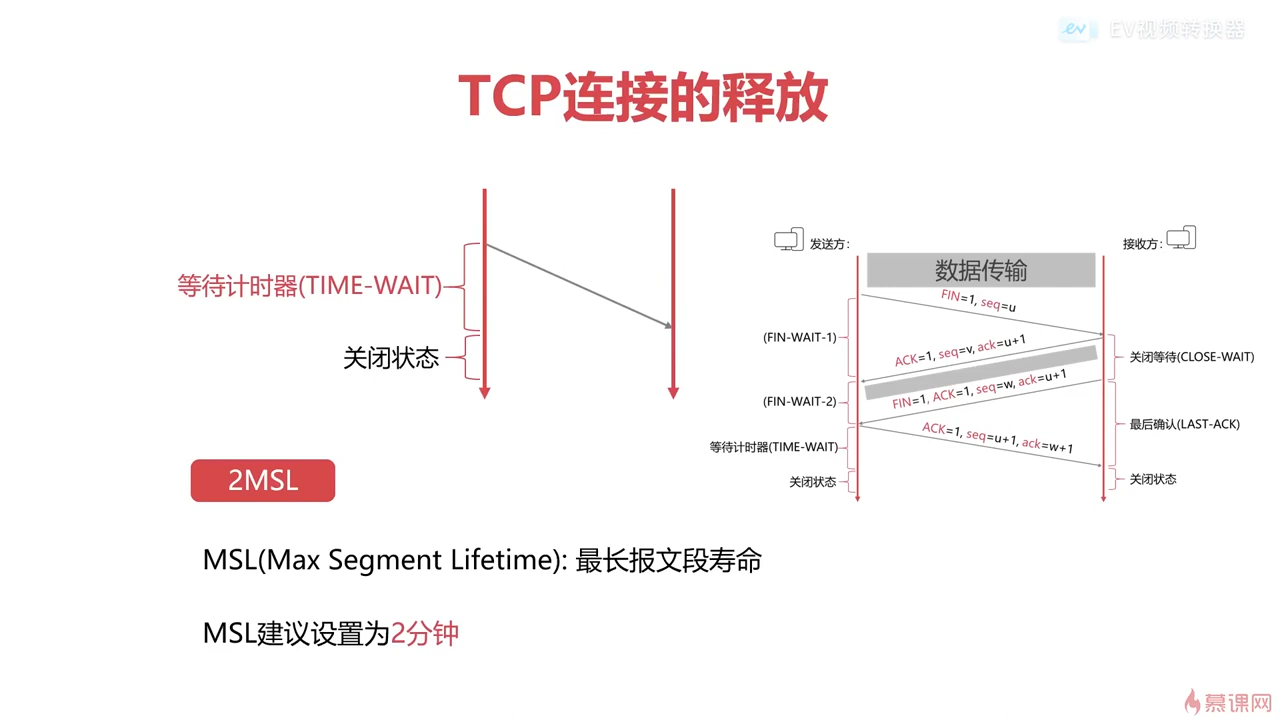 EV视频转换器
TCP连接的释放
等待计时器(TIME-WAIT)
关闭状态
2MSL
MSL(Max Segment Lifetime): 最长报文段寿命
MSL建议设置为2分钟
发送方:
接收方:
数据传输
FIN=1, seq=u
(FIN-WAIT-1)
ACK=1, seq=v, ack=u+1
关闭等待(CLOSE-WAIT)
(FIN-WAIT-2)
FIN=1, ACK=1, seq=w, ack=u+1
最后确认(LAST-ACK)
ACK=1, seq=u+1, ack=w+1
等待计时器(TIME-WAIT)
关闭状态
关闭状态
慕课网